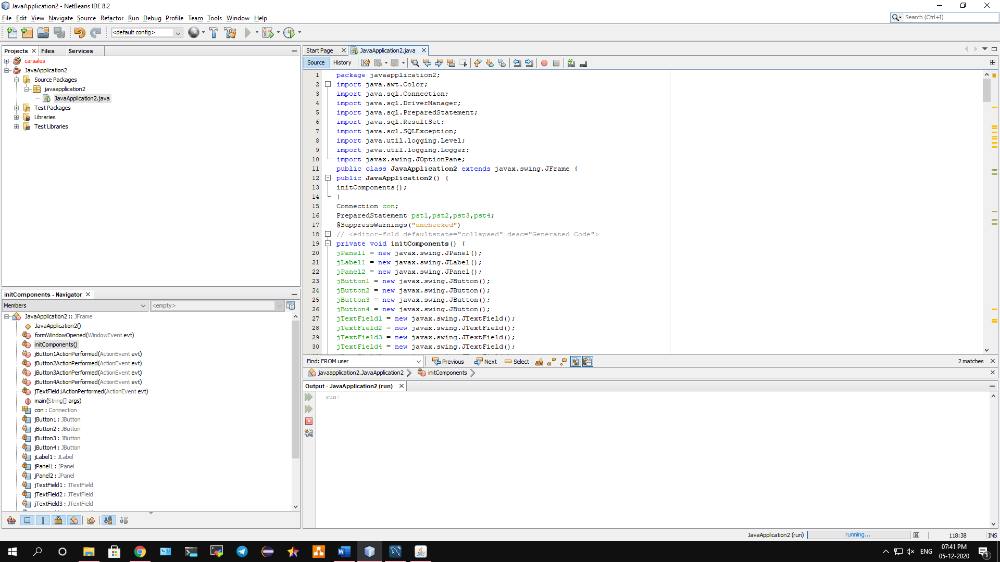 JavaApplication2 - NetBeans IDE 8.2
File Edit View Navigate Source Refactor Run Debug Profile Team Tools Window Help
Search (Ctrl+I)
<default config>
Projects Files Services
carsales
JavaApplication2
Source Packages
javaapplication2
JavaApplication2.java
Test Packages
Libraries
Test Libraries
initComponents - Navigator
Members
<empty>
JavaApplication2 :: JFrame
JavaApplication2()
formWindowOpened(WindowEvent evt)
initComponents()
jButton1ActionPerformed(ActionEvent evt)
jButton2ActionPerformed(ActionEvent evt)
jButton3ActionPerformed(ActionEvent evt)
jButton4ActionPerformed(ActionEvent evt)
jTextField1ActionPerformed(ActionEvent evt)
main(String[] args)
con : Connection
jButton1 : JButton
jButton2 : JButton
jButton3 : JButton
jButton4 : JButton
jLabel1 : JLabel
jPanel1 : JPanel
jPanel2 : JPanel
jTextField1 : JTextField
jTextField2 : JTextField
jTextField3 : JTextField
Start Page JavaApplication2.java
Source History
1 package javaapplication2;
2 import java.awt.Color;
3 import java.sql.Connection;
4 import java.sql.DriverManager;
5 import java.sql.PreparedStatement;
6 import java.sql.ResultSet;
7 import java.sql.SQLException;
8 import java.util.logging.Level;
9 import java.util.logging.Logger;
10 import javax.swing.JOptionPane;
11 public class JavaApplication2 extends javax.swing.JFrame {
12 public JavaApplication2() {
13 initComponents();
14 }
15 Connection con;
16 PreparedStatement pst1,pst2,pst3,pst4;
17 @SuppressWarnings("unchecked")
18 // <editor-fold defaultstate="collapsed" desc="Generated Code">
19 private void initComponents() {
20 jPanel1 = new javax.swing.JPanel();
21 jLabel1 = new javax.swing.JLabel();
22 jPanel2 = new javax.swing.JPanel();
23 jButton1 = new javax.swing.JButton();
24 jButton2 = new javax.swing.JButton();
25 jButton3 = new javax.swing.JButton();
26 jButton4 = new javax.swing.JButton();
27 jTextField1 = new javax.swing.JTextField();
28 jTextField2 = new javax.swing.JTextField();
29 jTextField3 = new javax.swing.JTextField();
30 jTextField4 = new javax.swing.JTextField();
Find: FROM user Previous Next Select 2 matches
javaapplication2.JavaApplication2 initComponents
Output - JavaApplication2 (run)
run:
JavaApplication2 (run) running... 118:38 INS
ENG 07:41 PM
05-12-2020
1